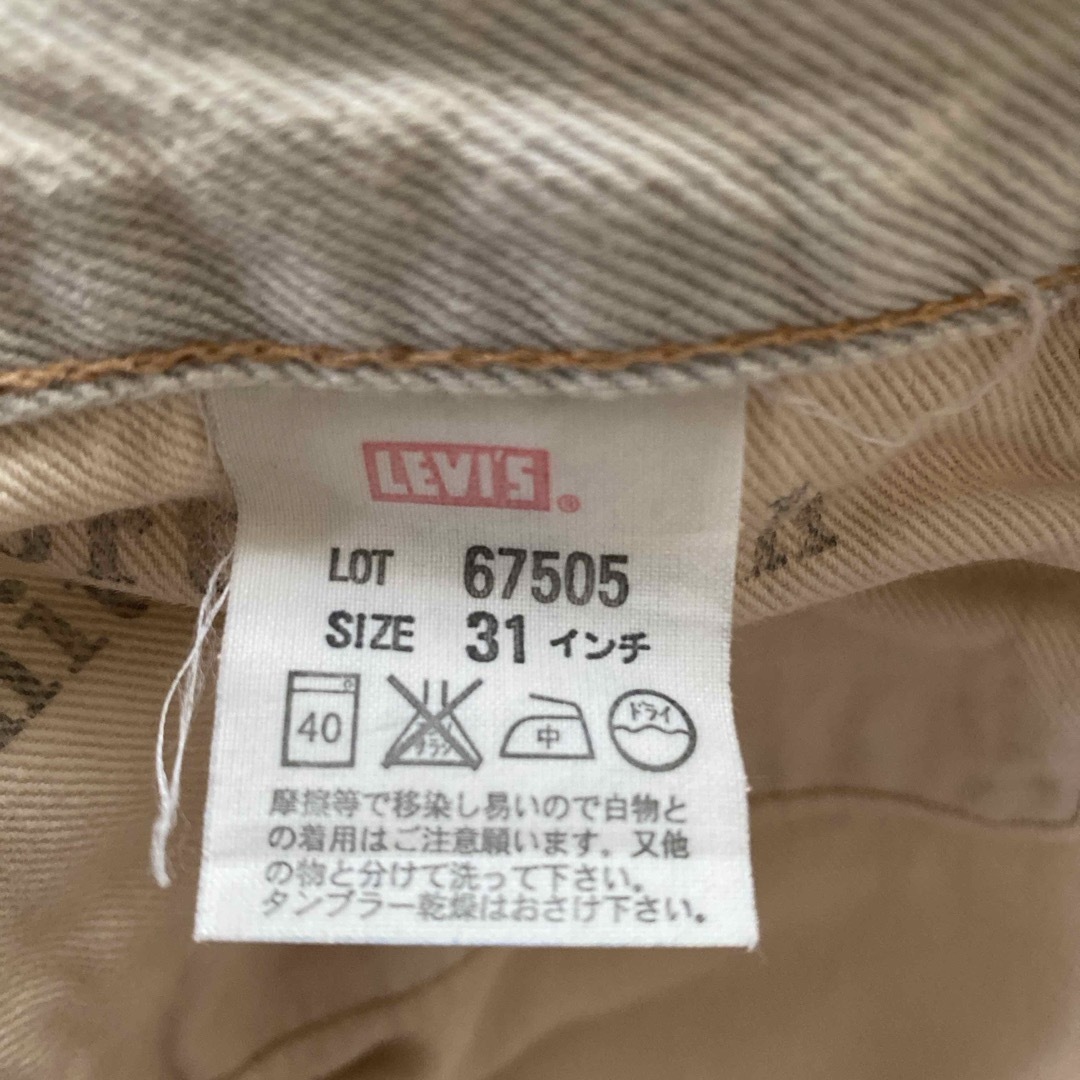 LEVI'S®
LOT 67505
SIZE 31 インチ
40
中
ドライ
摩擦等で移染し易いので白物と
の着用はご注意願います。又他
の物と分けて洗って下さい。
タンブラー乾燥はおさけ下さい。